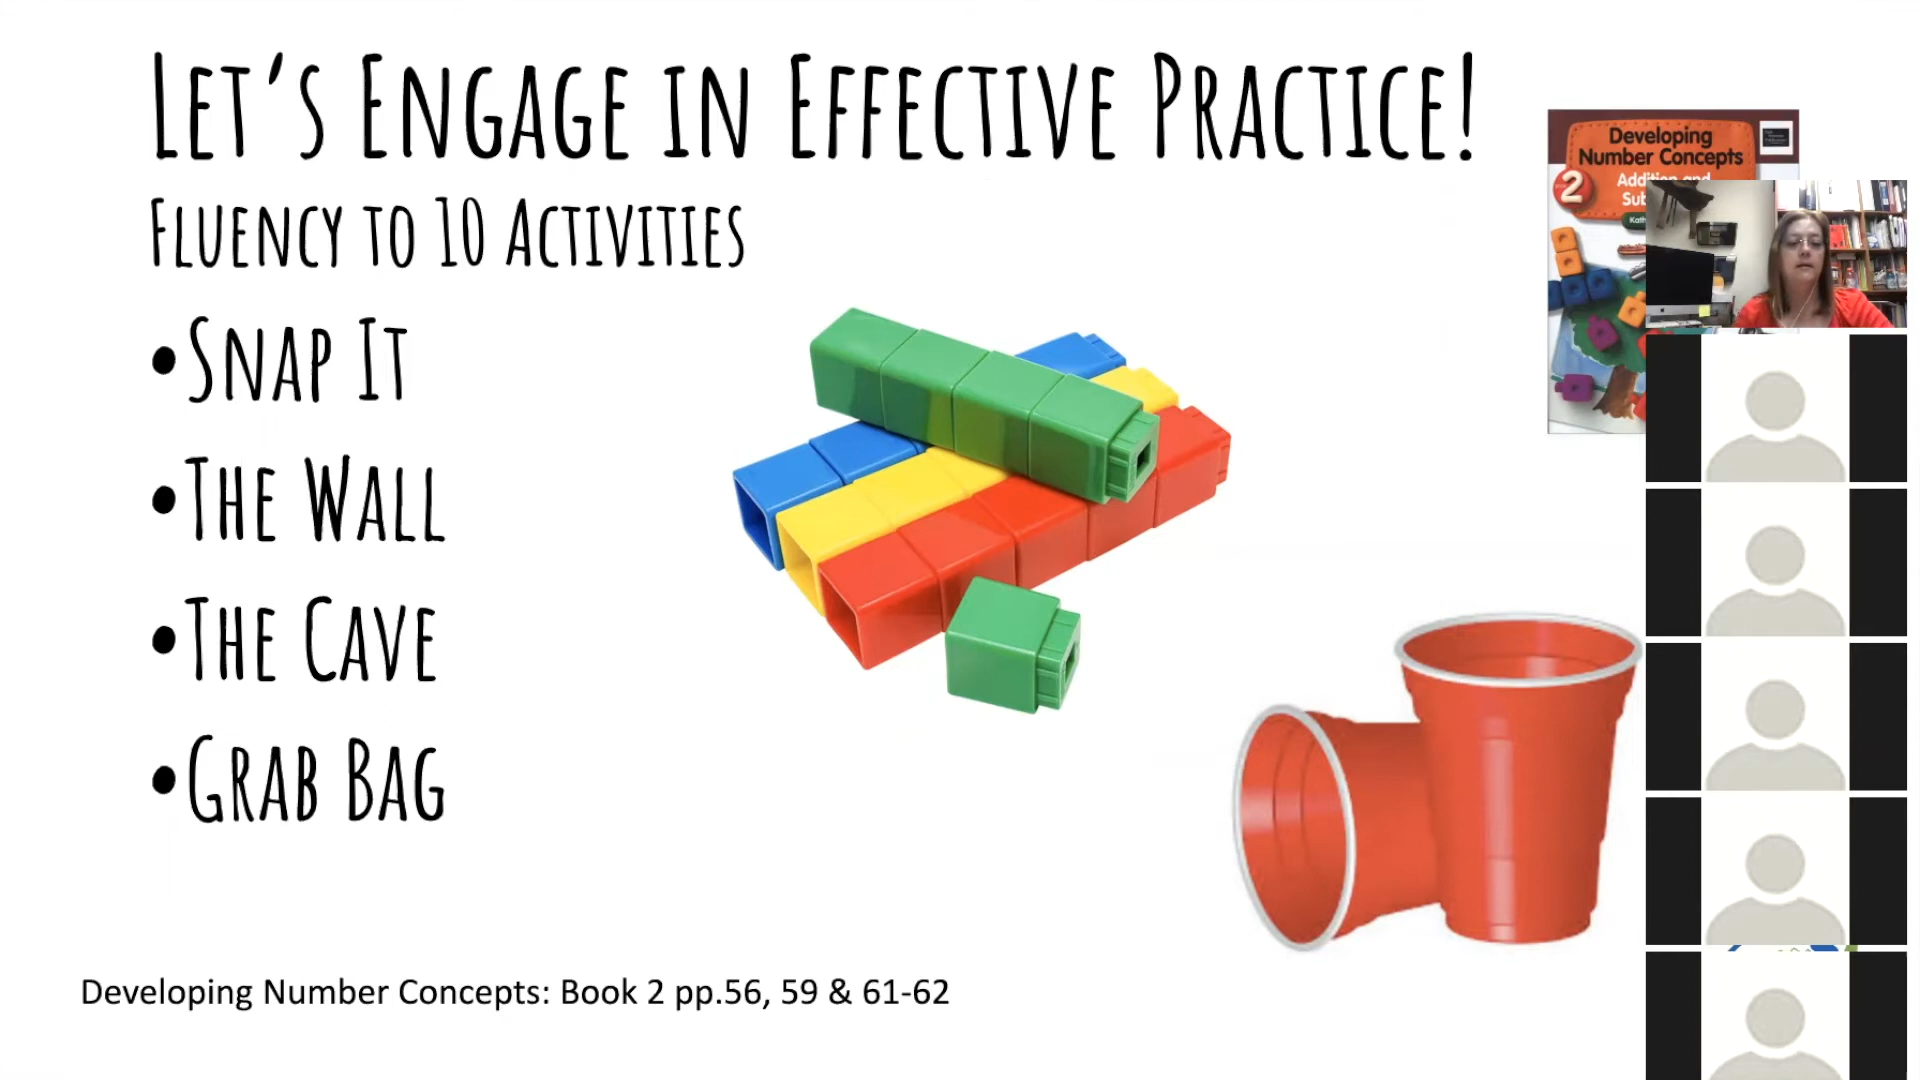 Let's Engage in Effective Practice!
Fluency to 10 Activities
•Snap It
•The Wall
•The Cave
•Grab Bag
Developing Number Concepts: Book 2 pp.56, 59 & 61-62
Developing
Number Concepts
2